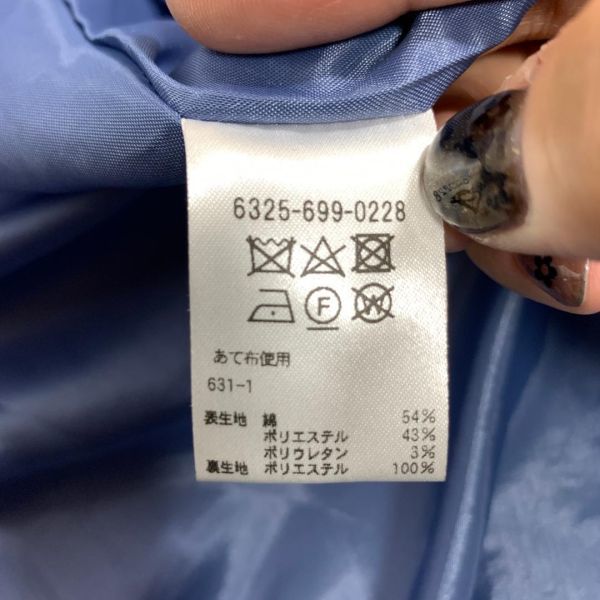 6325-699-0228
F W
あて布使用
631-1
表生地 綿 54%
ポリエステル 43%
ポリウレタン 3%
裏生地 ポリエステル 100%